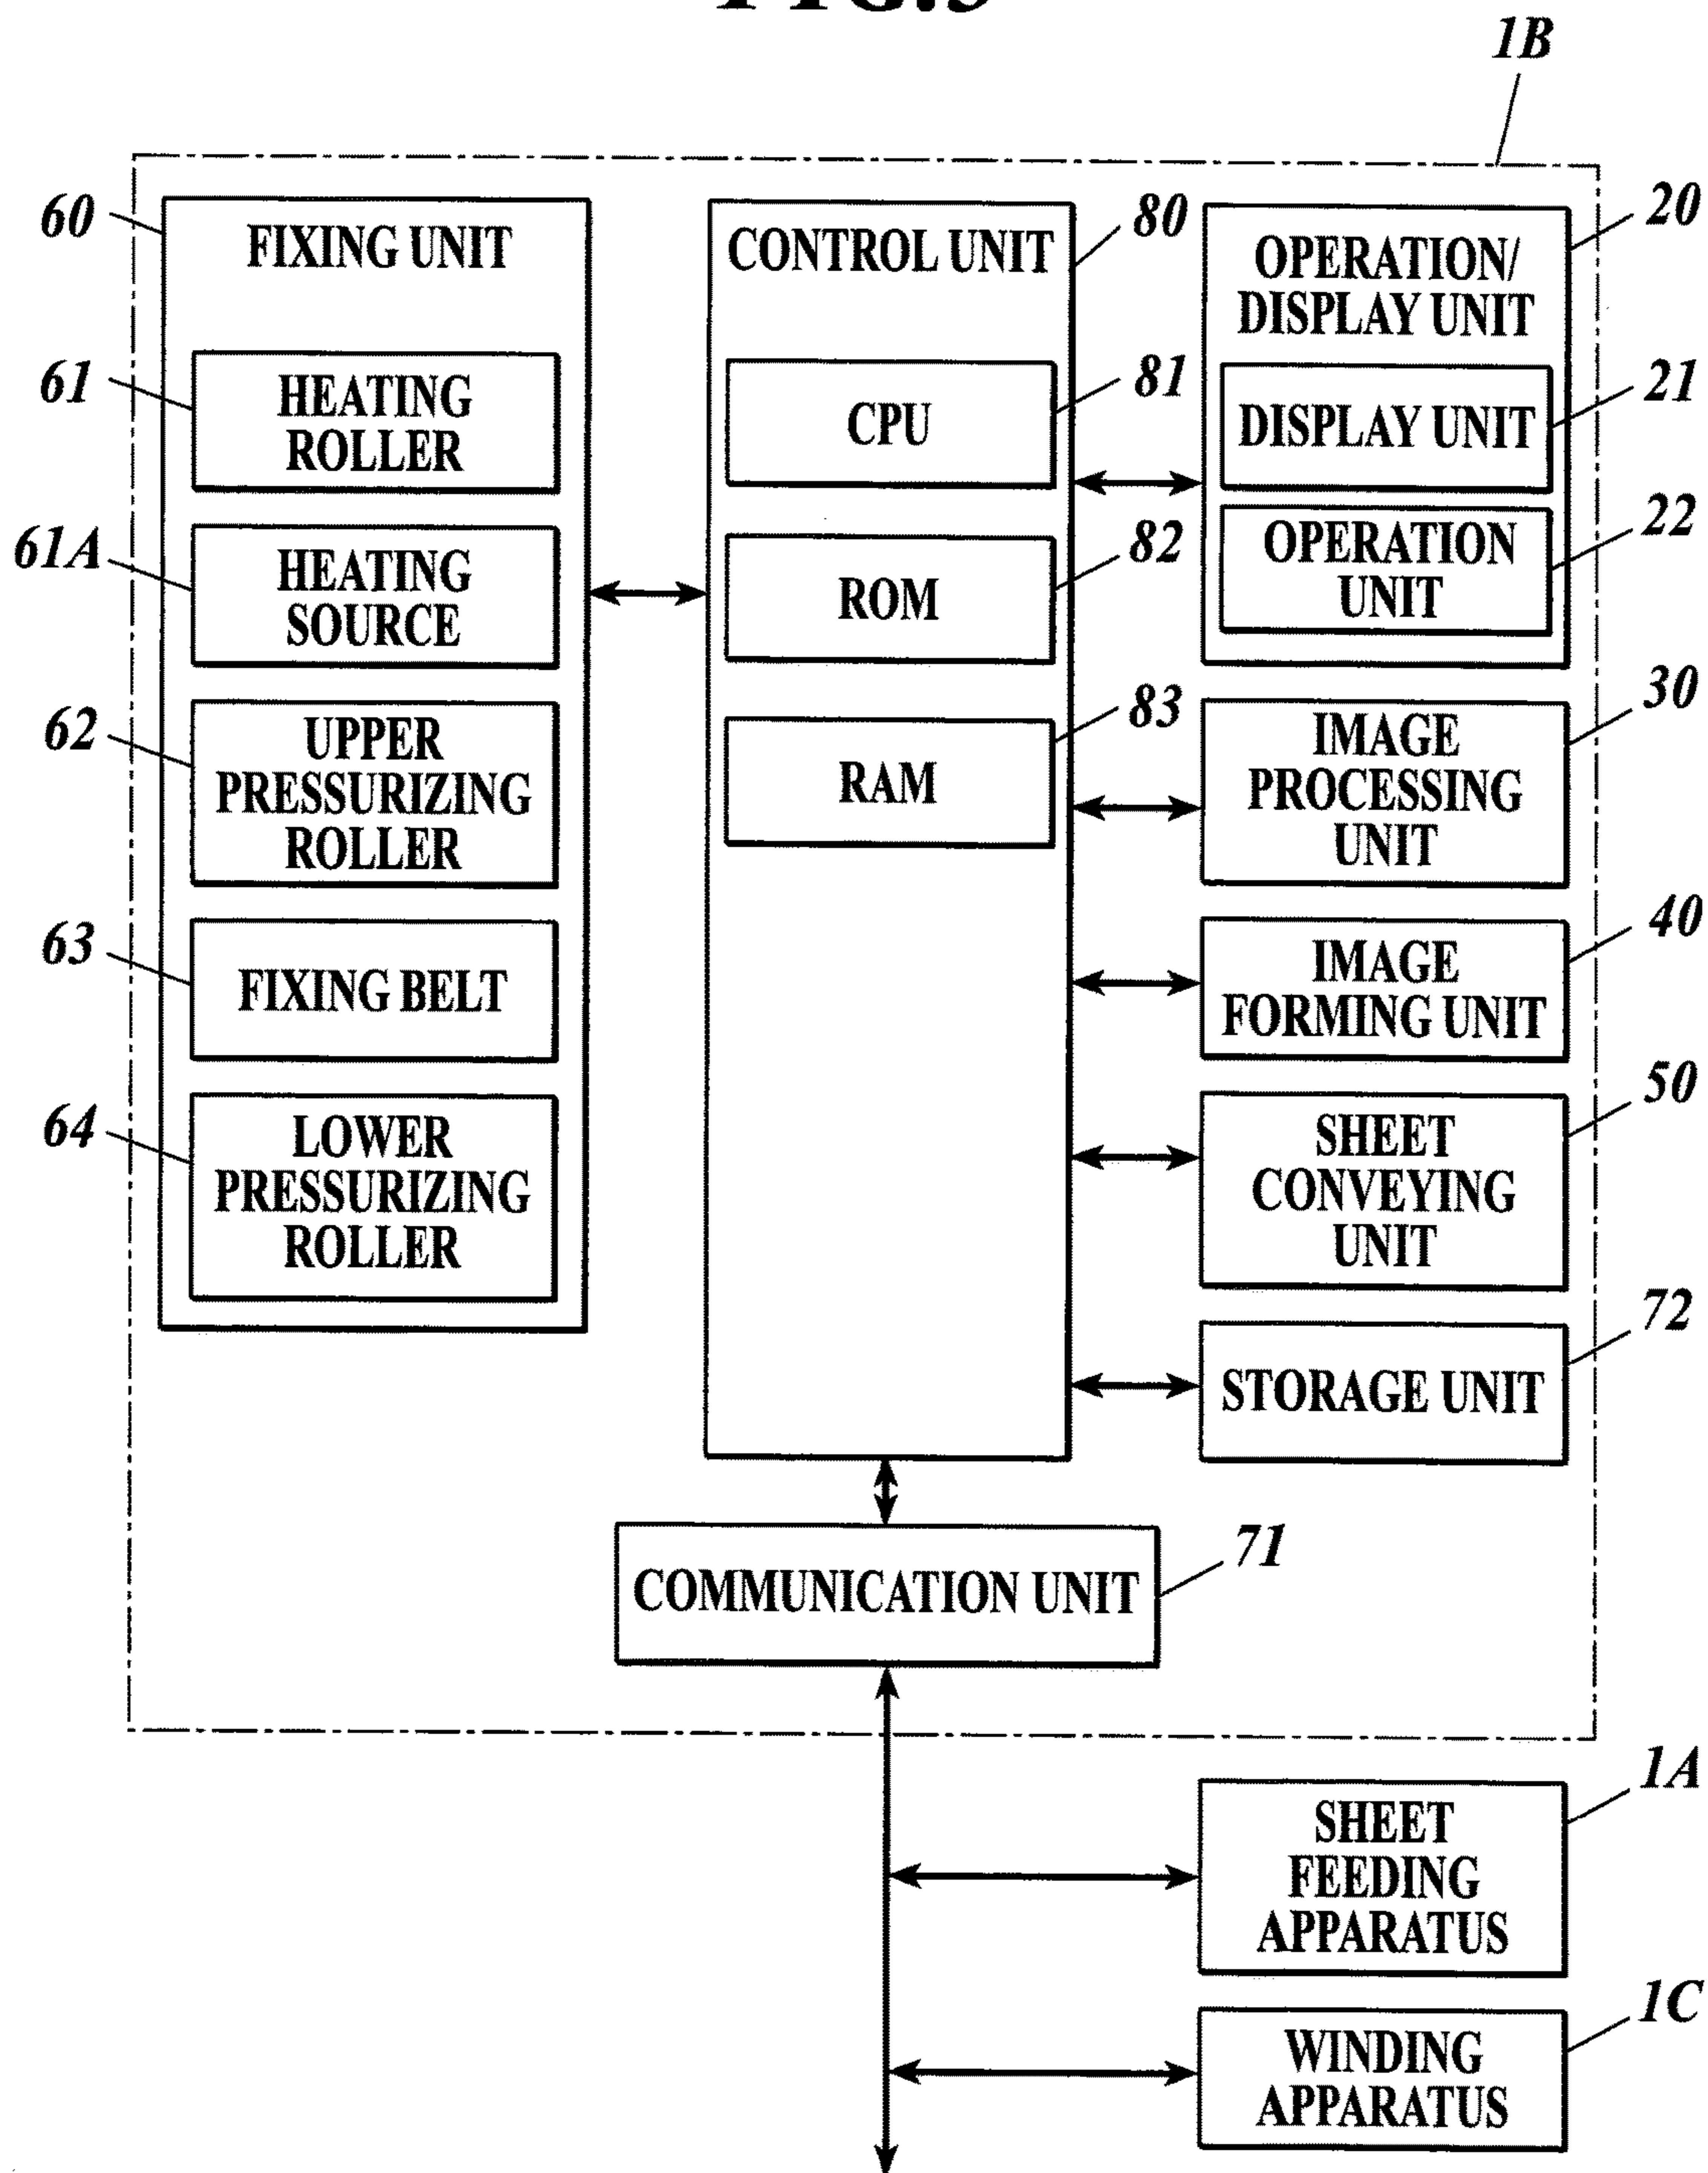 FIG.3
1B
60
FIXING UNIT
61
HEATING
ROLLER
61A
HEATING
SOURCE
62
UPPER
PRESSURIZING
ROLLER
63
FIXING BELT
64
LOWER
PRESSURIZING
ROLLER
CONTROL UNIT
80
CPU
81
ROM
82
RAM
83
OPERATION/
DISPLAY UNIT
20
DISPLAY UNIT
21
OPERATION
UNIT
22
IMAGE
PROCESSING
UNIT
30
IMAGE
FORMING UNIT
40
SHEET
CONVEYING
UNIT
50
STORAGE UNIT
72
COMMUNICATION UNIT
71
SHEET
FEEDING
APPARATUS
1A
WINDING
APPARATUS
1C